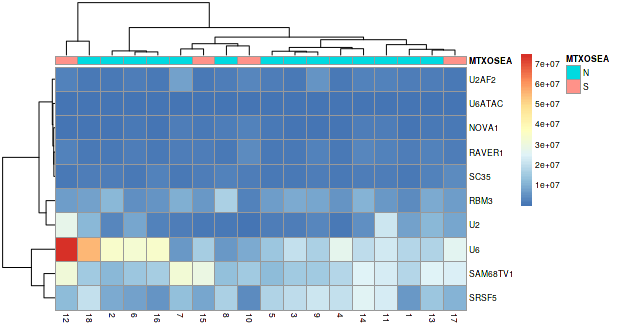 MTXOSEA
U2AF2
U6ATAC
NOVA1
RAVER1
SC35
RBM3
U2
U6
SAM68TV1
SRSF5
12 18 2 6 16 7 15 8 10 5 3 9 4 14 11 1 13 17
7e+07
6e+07
5e+07
4e+07
3e+07
2e+07
1e+07
MTXOSEA
N
S